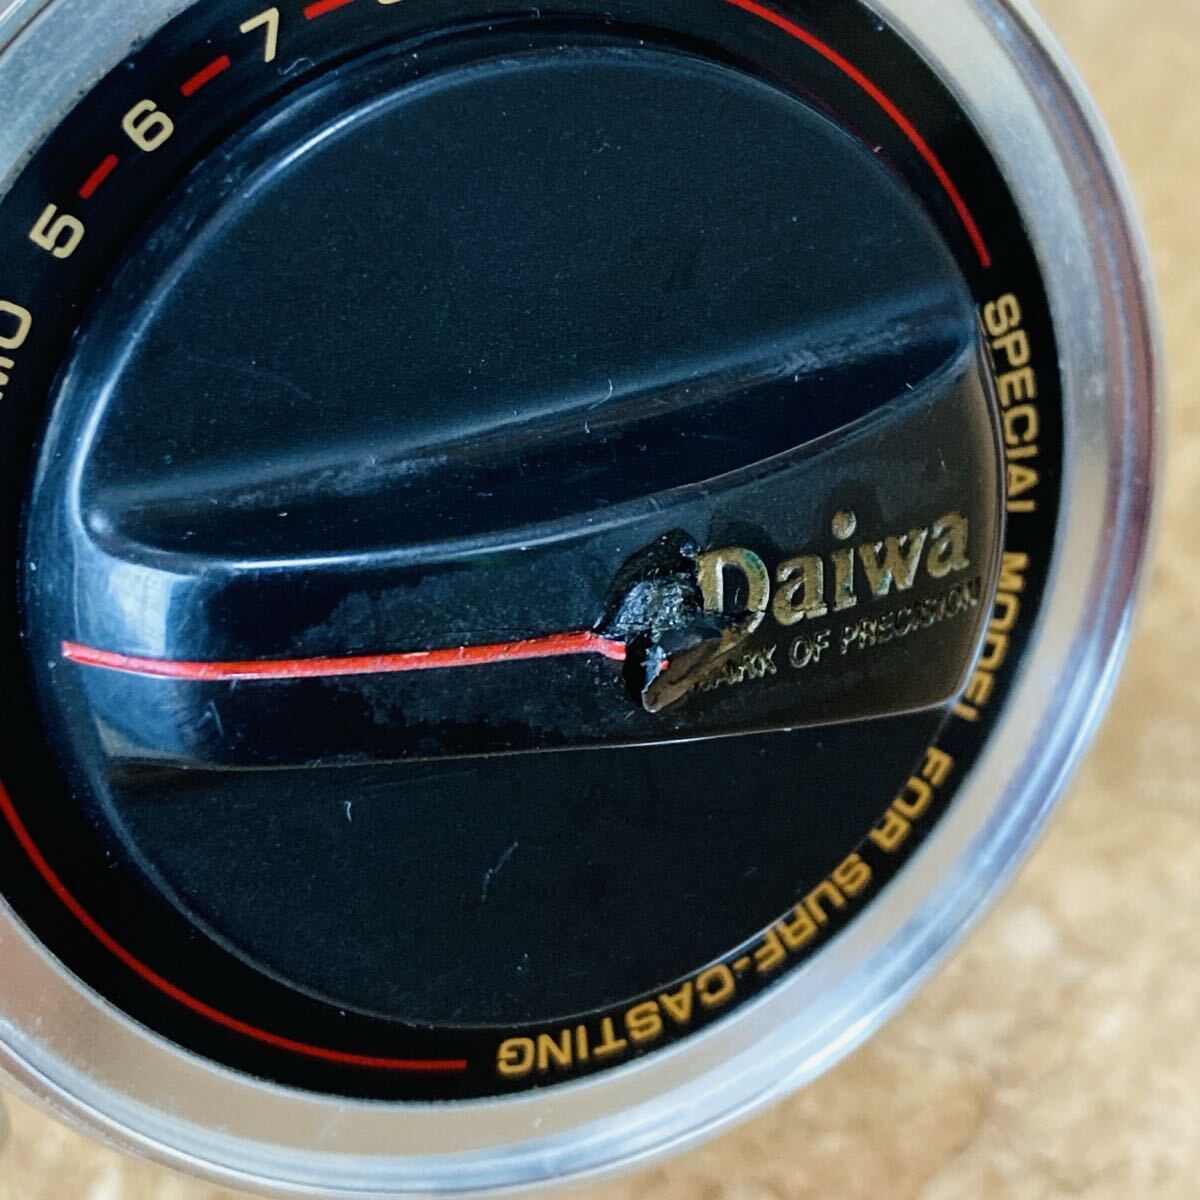 5-6-7-
Daiwa
MARK OF PRECISION
SPECIAL MODEL FOR SURF-CASTING